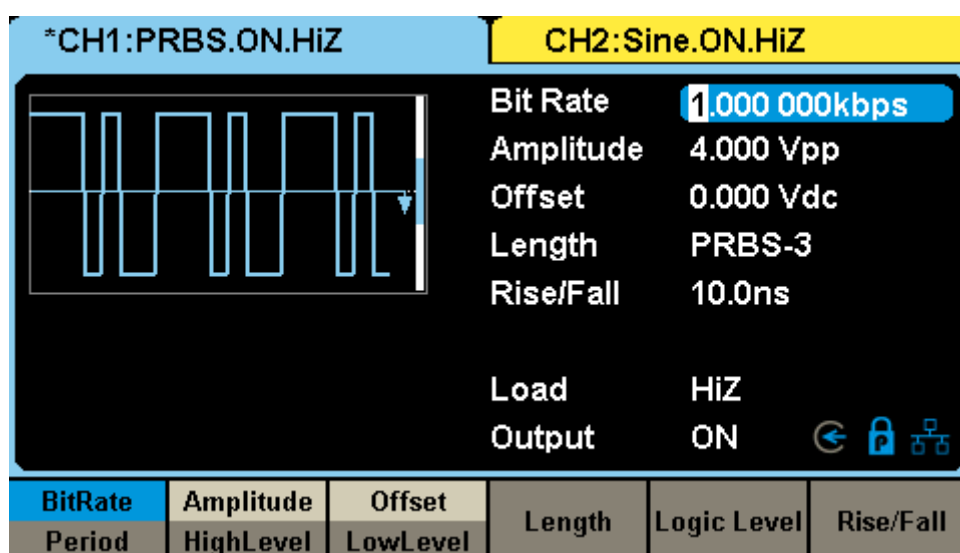 *CH1:PRBS.ON.HiZ
CH2:Sine.ON.HiZ
Bit Rate 1.000 000kbps
Amplitude 4.000 Vpp
Offset 0.000 Vdc
Length PRBS-3
Rise/Fall 10.0ns
Load HiZ
Output ON
P
BitRate Amplitude Offset
Period HighLevel LowLevel
Length Logic Level Rise/Fall